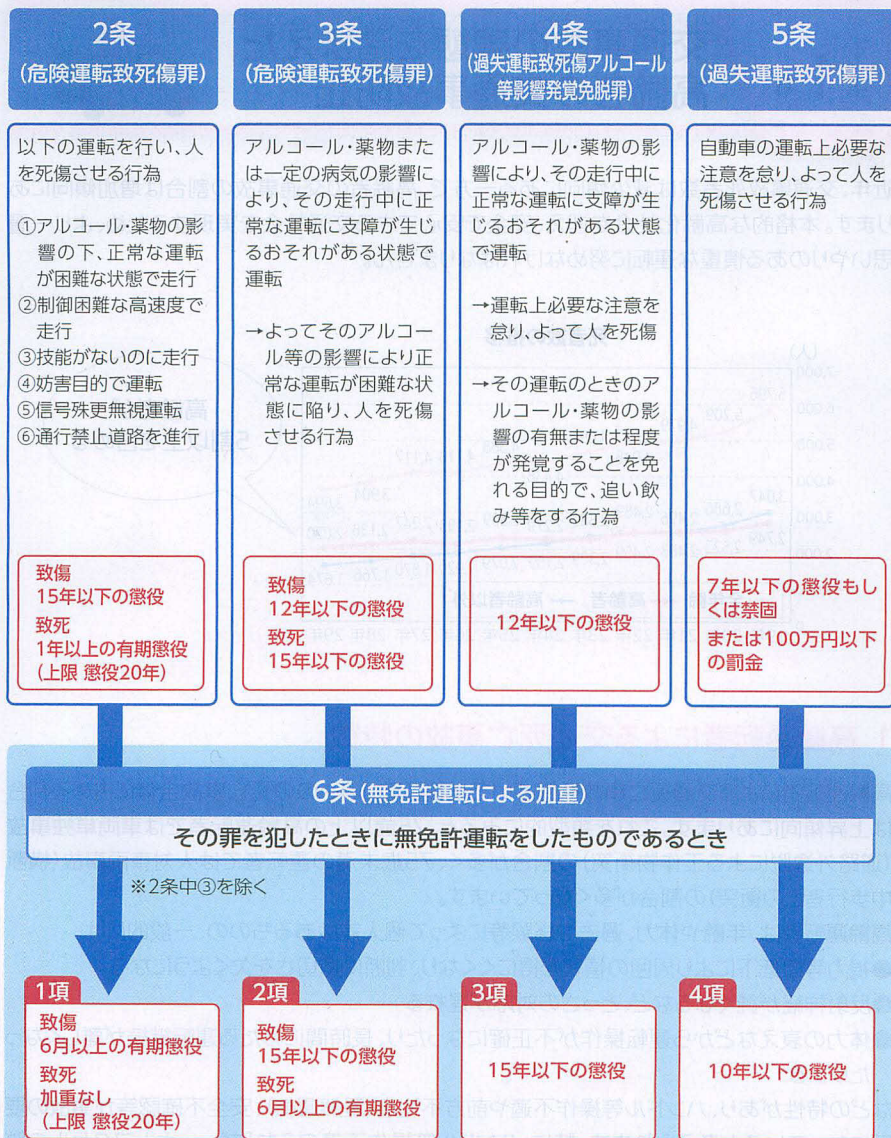 2条
(危険運転致死傷罪)
3条
(危険運転致死傷罪)
4条
(過失運転致死傷アルコール
等影響発覚免脱罪)
5条
(過失運転致死傷罪)
以下の運転を行い、人
を死傷させる行為
①アルコール・薬物の影
響の下、正常な運転
が困難な状態で走行
②制御困難な高速度で
走行
③技能がないのに走行
④妨害目的で運転
⑤信号殊更無視運転
⑥通行禁止道路を進行
アルコール・薬物また
は一定の病気の影響に
より、その走行中に正
常な運転に支障が生じ
るおそれがある状態で
運転
→よってそのアルコー
ル等の影響により正
常な運転が困難な状
態に陥り、人を死傷
させる行為
アルコール・薬物の影
響により、その走行中に
正常な運転に支障が生
じるおそれがある状態
で運転
→運転上必要な注意を
怠り、よって人を死傷
→その運転のときのア
ルコール・薬物の影
響の有無または程度
が発覚することを免
れる目的で、追い飲
み等をする行為
自動車の運転上必要な
注意を怠り、よって人を
死傷させる行為
致傷
15年以下の懲役
致死
1年以上の有期懲役
(上限 懲役20年)
致傷
12年以下の懲役
致死
15年以下の懲役
12年以下の懲役
7年以下の懲役もし
くは禁固
または100万円以下
の罰金
6条(無免許運転による加重)
その罪を犯したときに無免許運転をしたものであるとき
※2条中③を除く
1項
致傷
6月以上の有期懲役
致死
加重なし
(上限 懲役20年)
2項
致傷
15年以下の懲役
致死
6月以上の有期懲役
3項
15年以下の懲役
4項
10年以下の懲役